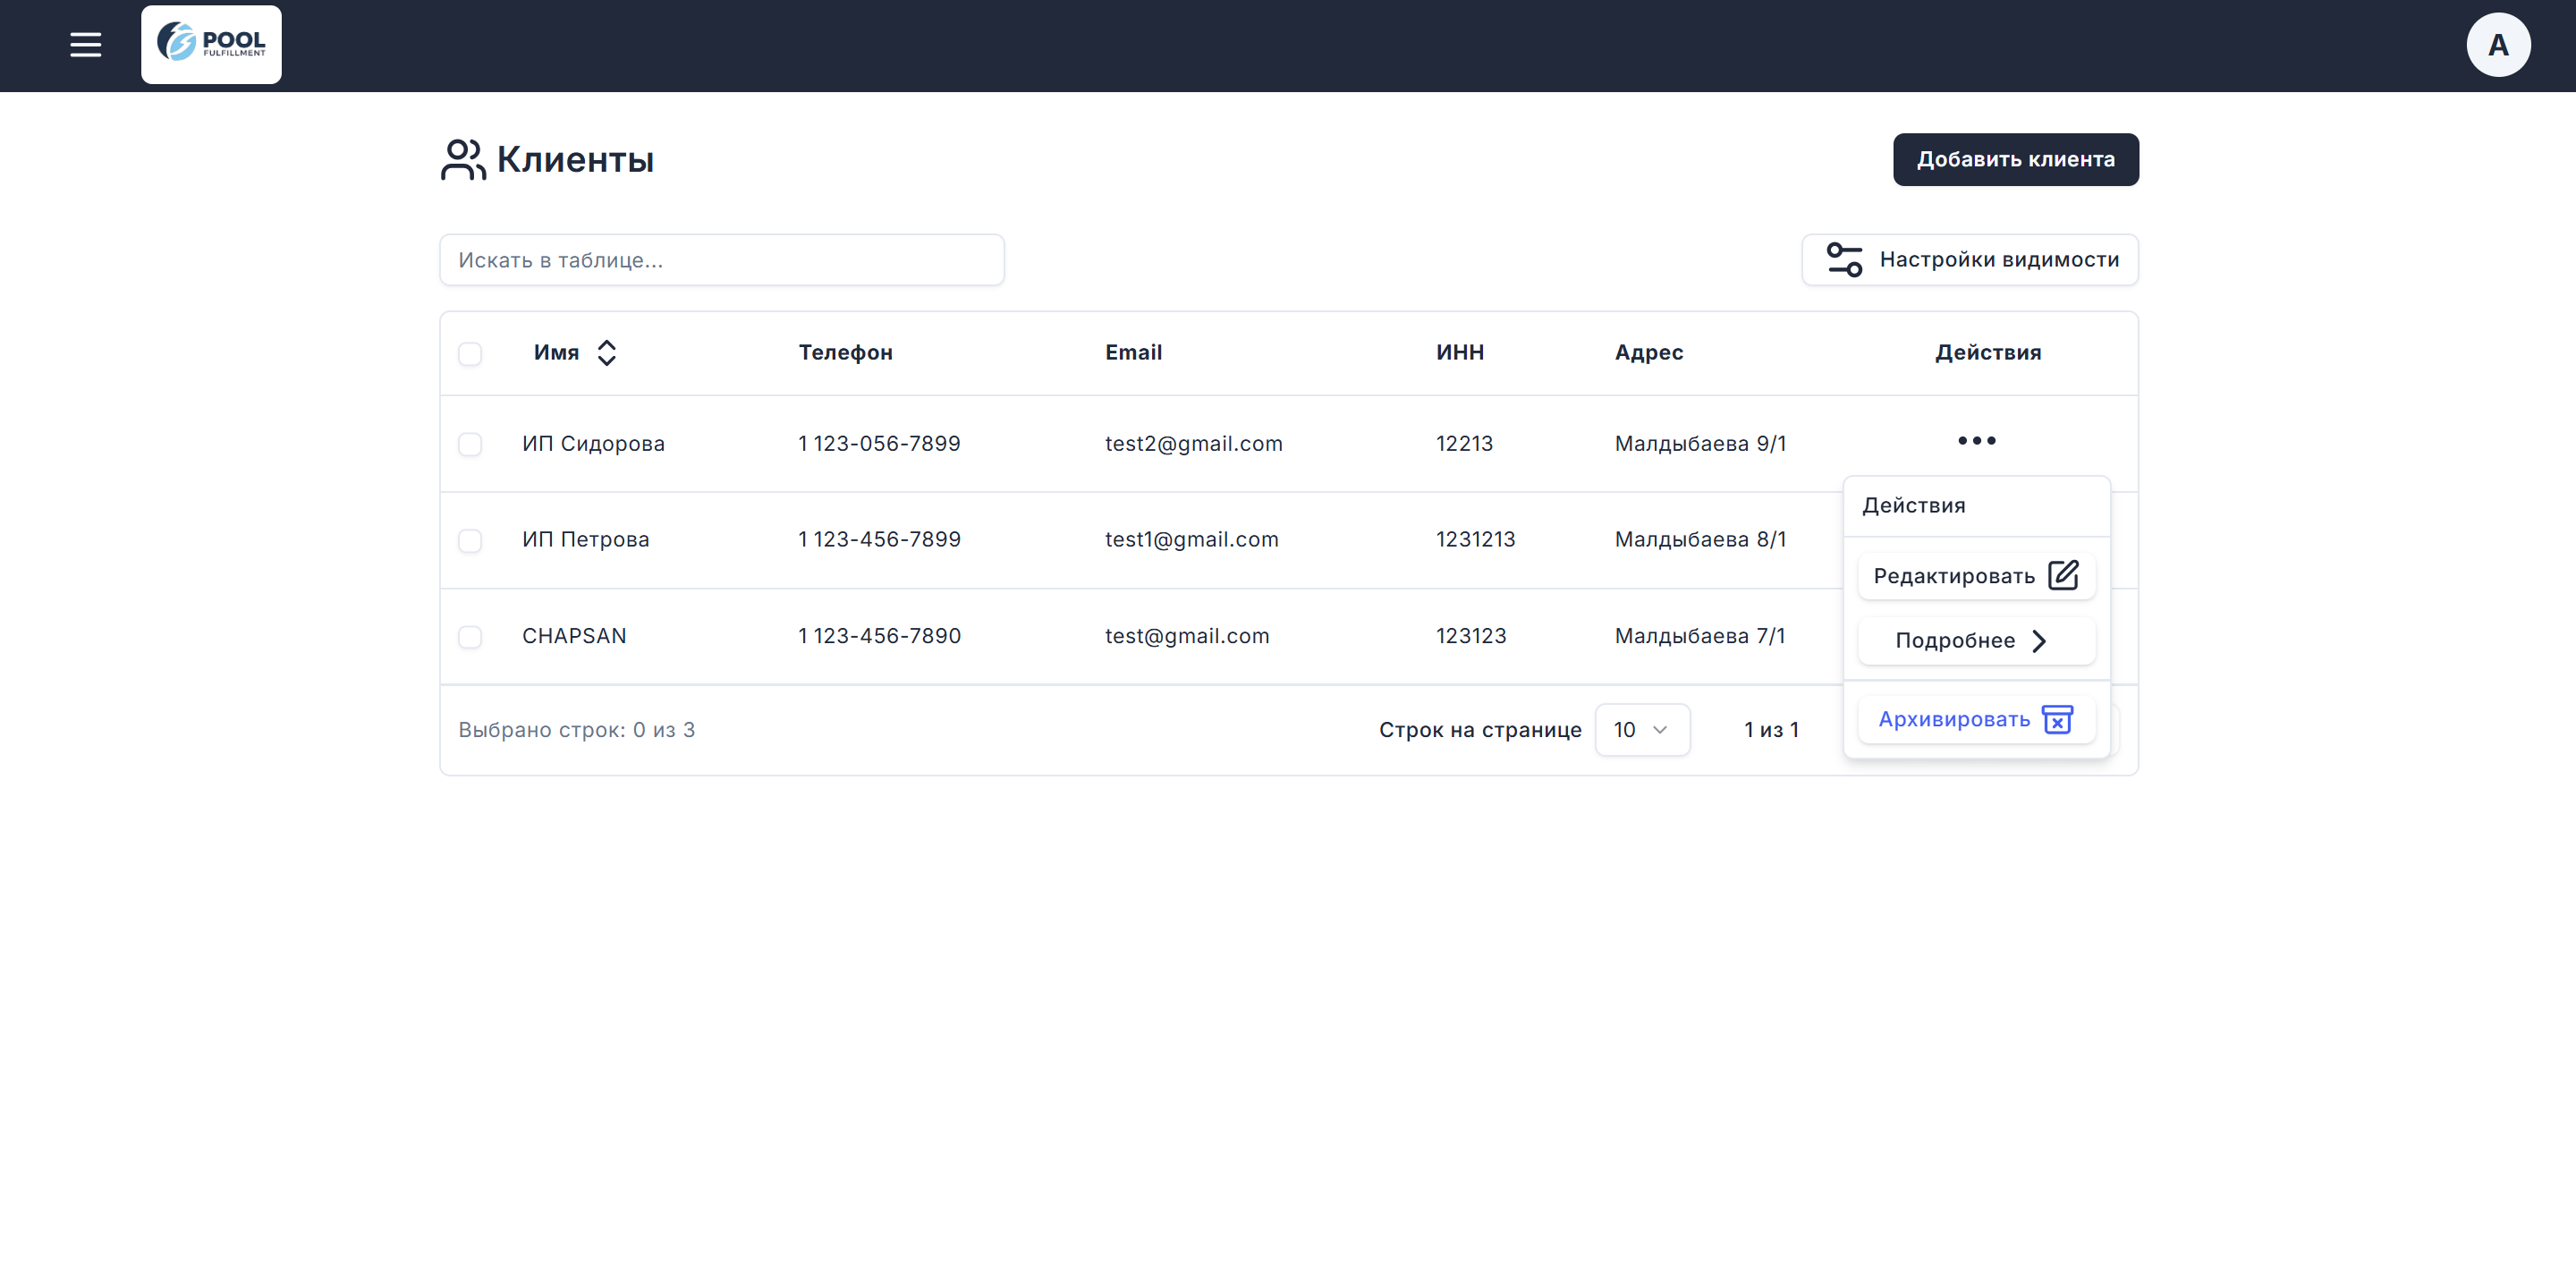 POOL
FULFILLMENT
A
Клиенты
Добавить клиента
Искать в таблице...
Настройки видимости
Имя Телефон Email ИНН Адрес Действия
ИП Сидорова 1 123-056-7899 test2@gmail.com 12213 Малдыбаева 9/1
ИП Петрова 1 123-456-7899 test1@gmail.com 1231213 Малдыбаева 8/1
CHAPSAN 1 123-456-7890 test@gmail.com 123123 Малдыбаева 7/1
Действия
Редактировать
Подробнее
Архивировать
Выбрано строк: 0 из 3
Строк на странице 10 1 из 1